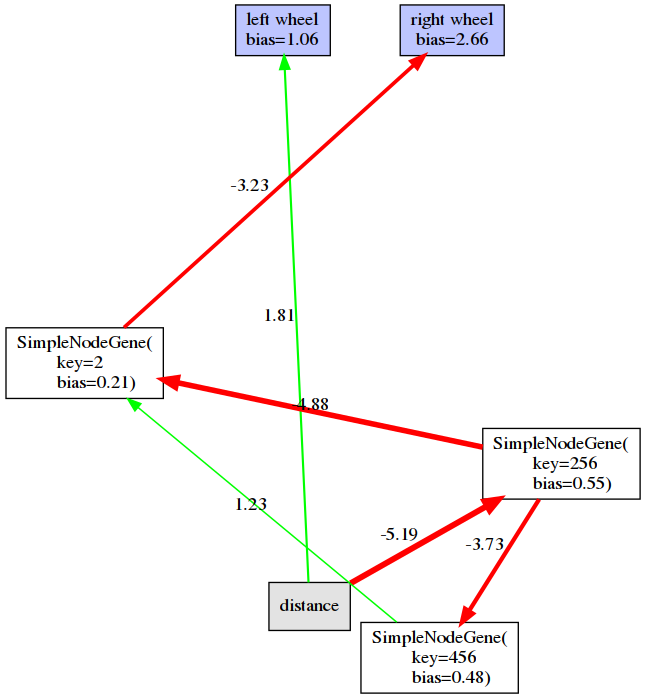 left wheel
bias=1.06
right wheel
bias=2.66
-3.23
1.81
SimpleNodeGene(
key=2
bias=0.21)
4.88
SimpleNodeGene(
key=256
bias=0.55)
1.23
-5.19
-3.73
distance
SimpleNodeGene(
key=456
bias=0.48)